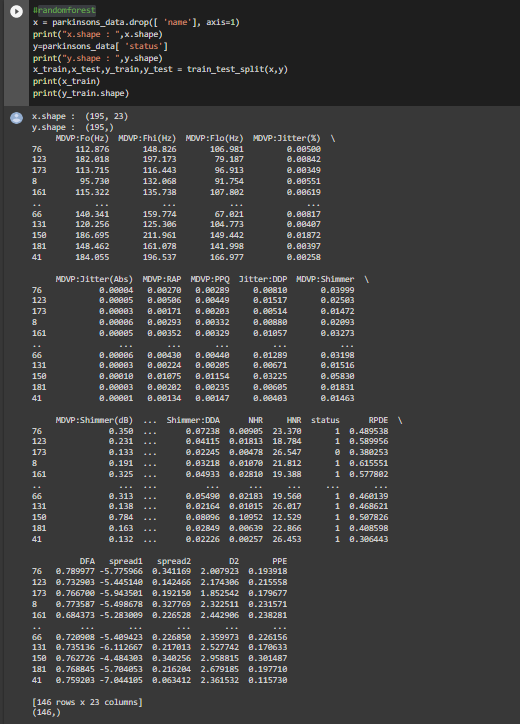 #randomforest
x = parkinsons_data.drop([ 'name'], axis=1)
print("x.shape : ",x.shape)
y=parkinsons_data[ 'status']
print("y.shape : ",y.shape)
x_train,x_test,y_train,y_test = train_test_split(x,y)
print(x_train)
print(y_train.shape)
x.shape :  (195, 23)
y.shape :  (195,)
MDVP:Fo(Hz)  MDVP:Fhi(Hz)  MDVP:Flo(Hz)  MDVP:Jitter(%)  \
76 112.876 148.826 106.981 0.00500
123 182.018 197.173 79.187 0.00842
173 113.715 116.443 96.913 0.00349
8 95.730 132.068 91.754 0.00551
161 115.322 135.738 107.802 0.00619
.. ... ... ... ...
66 140.341 159.774 67.021 0.00817
131 120.256 125.306 104.773 0.00407
150 186.695 211.961 149.442 0.01872
181 148.462 161.078 141.998 0.00397
41 184.055 196.537 166.977 0.00258
MDVP:Jitter(Abs)  MDVP:RAP  MDVP:PPQ  Jitter:DDP  MDVP:Shimmer  \
76 0.00004 0.00270 0.00289 0.00810 0.03999
123 0.00005 0.00506 0.00449 0.01517 0.02503
173 0.00003 0.00171 0.00203 0.00514 0.01472
8 0.00006 0.00293 0.00332 0.00880 0.02093
161 0.00005 0.00352 0.00329 0.01057 0.03273
.. ... ... ... ... ...
66 0.00006 0.00430 0.00440 0.01289 0.03198
131 0.00003 0.00224 0.00205 0.00671 0.01516
150 0.00010 0.01075 0.01154 0.03225 0.05830
181 0.00003 0.00202 0.00235 0.00605 0.01831
41 0.00001 0.00134 0.00147 0.00403 0.01463
MDVP:Shimmer(dB)  ...  Shimmer:DDA  NHR  HNR  status  RPDE  \
76 0.350 ... 0.07238 0.00905 23.370 1 0.489538
123 0.231 ... 0.04115 0.01813 18.784 1 0.589956
173 0.133 ... 0.02245 0.00478 26.547 0 0.380253
8 0.191 ... 0.03218 0.01070 21.812 1 0.615551
161 0.325 ... 0.04933 0.02810 19.388 1 0.577802
.. ... ... ... ... ... ... ...
66 0.313 ... 0.05490 0.02183 19.560 1 0.460139
131 0.138 ... 0.02164 0.01015 26.017 1 0.468621
150 0.784 ... 0.08096 0.10952 12.529 1 0.507826
181 0.163 ... 0.02849 0.00639 22.866 1 0.408598
41 0.132 ... 0.02226 0.00257 26.453 1 0.306443
DFA  spread1  spread2  D2  PPE
76 0.789977 -5.775966 0.341169 2.007923 0.193918
123 0.732903 -5.445140 0.142466 2.174306 0.215558
173 0.766700 -5.943501 0.192150 1.852542 0.179677
8 0.773587 -5.498678 0.327769 2.322511 0.231571
161 0.684373 -5.283009 0.226528 2.442906 0.238281
.. ... ... ... ... ...
66 0.720908 -5.409423 0.226850 2.359973 0.226156
131 0.735136 -6.112667 0.217013 2.527742 0.170633
150 0.762726 -4.484303 0.340256 2.958815 0.301487
181 0.768845 -5.704053 0.216204 2.679185 0.197710
41 0.759203 -7.044105 0.063412 2.361532 0.115730
[146 rows x 23 columns]
(146,)